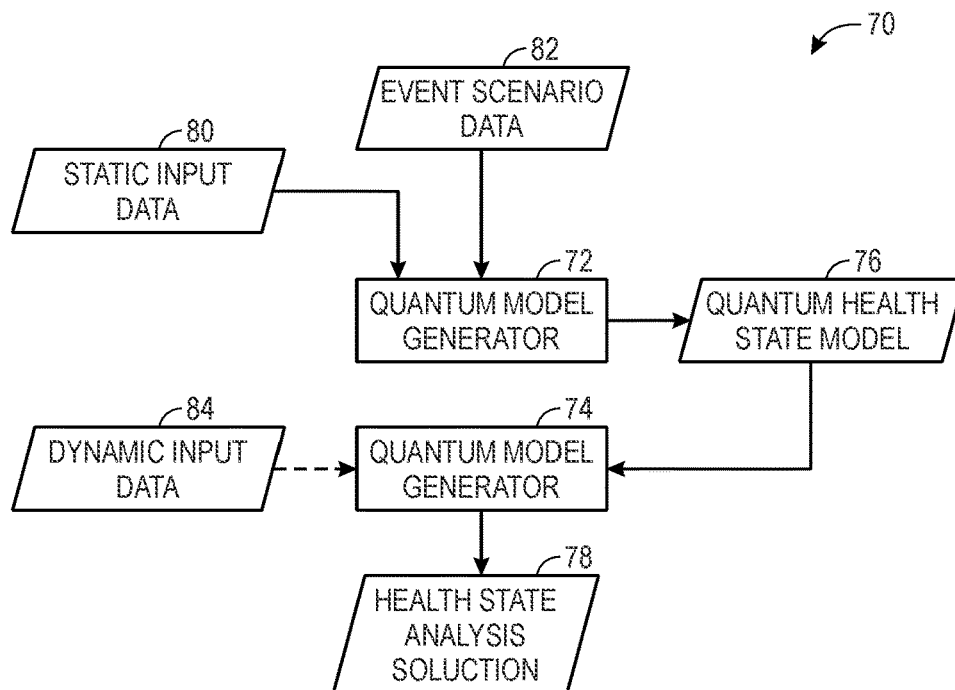 70
82
EVENT SCENARIO
DATA
80
STATIC INPUT
DATA
72
QUANTUM MODEL
GENERATOR
76
QUANTUM HEALTH
STATE MODEL
84
DYNAMIC INPUT
DATA
74
QUANTUM MODEL
GENERATOR
78
HEALTH STATE
ANALYSIS
SOLUCTION